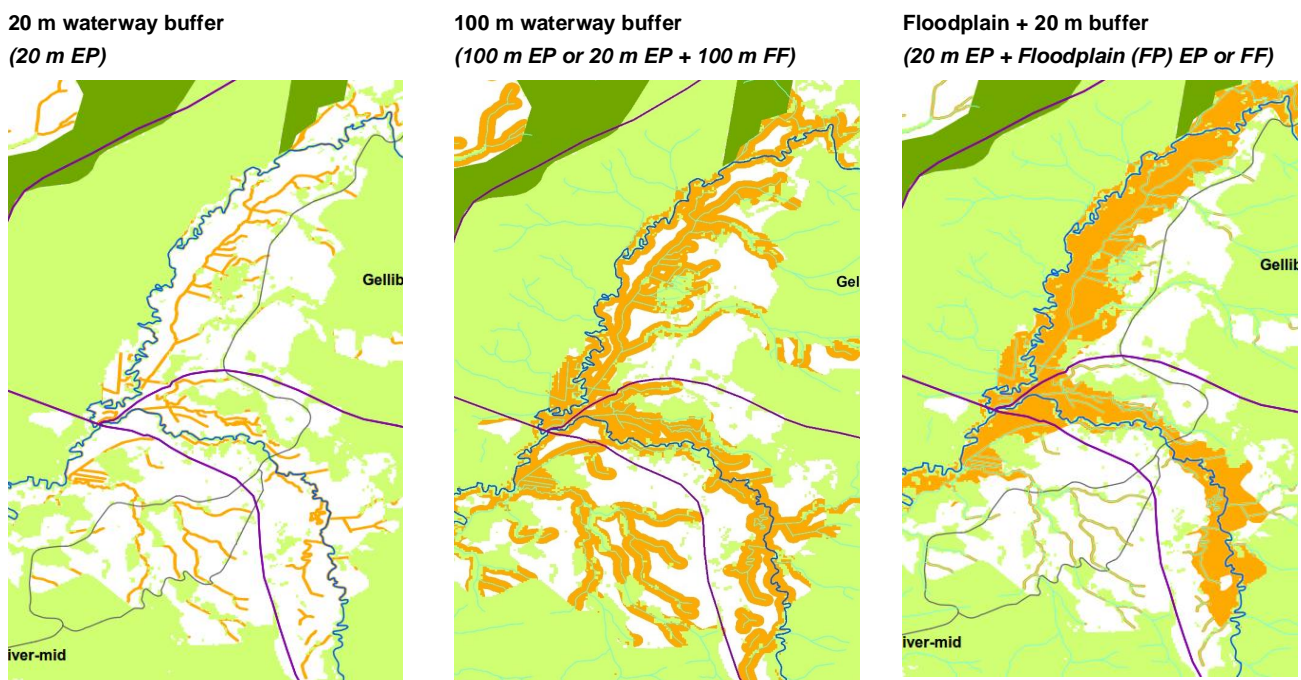 20 m waterway buffer
(20 m EP)
Gellib
iver-mid
100 m waterway buffer
(100 m EP or 20 m EP + 100 m FF)
Gel
Floodplain + 20 m buffer
(20 m EP + Floodplain (FP) EP or FF)
Gellib
iver-mid